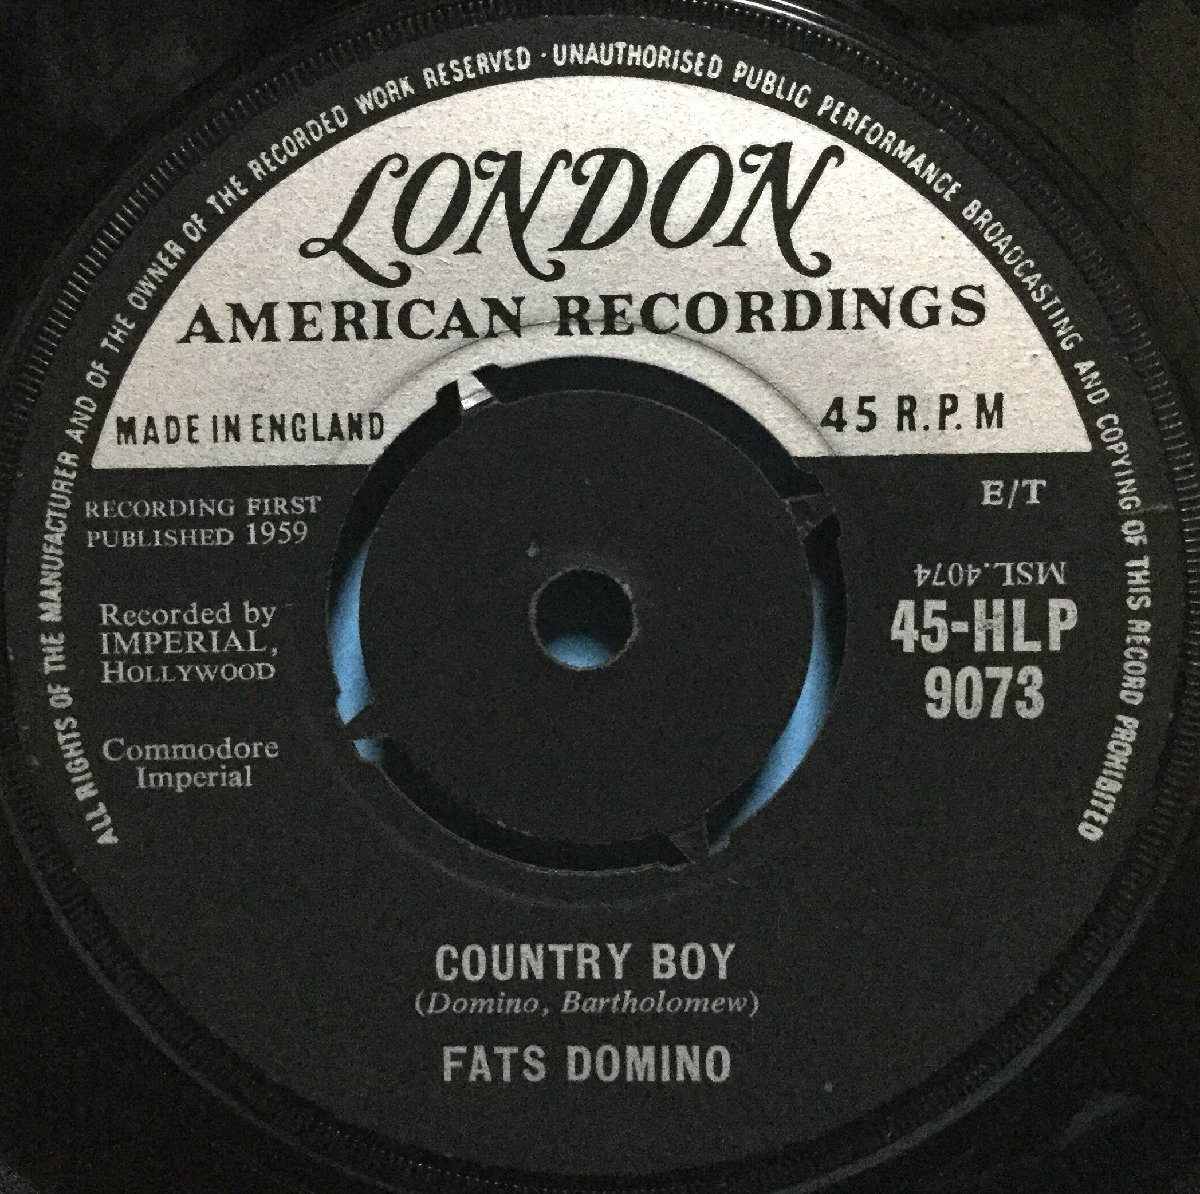 ALL RIGHTS OF THE MANUFACTURER AND OF THE OWNER OF THE RECORDED WORK RESERVED · UNAUTHORISED PUBLIC PERFORMANCE BROADCASTING AND COPYING OF THIS RECORD PROHIBITED
LONDON
AMERICAN RECORDINGS
MADE IN ENGLAND
45 R.P.M
RECORDING FIRST
PUBLISHED 1959
Recorded by
IMPERIAL,
HOLLYWOOD
Commodore
Imperial
E/T
MSL.4074
45-HLP
9073
COUNTRY BOY
(Domino, Bartholomew)
FATS DOMINO